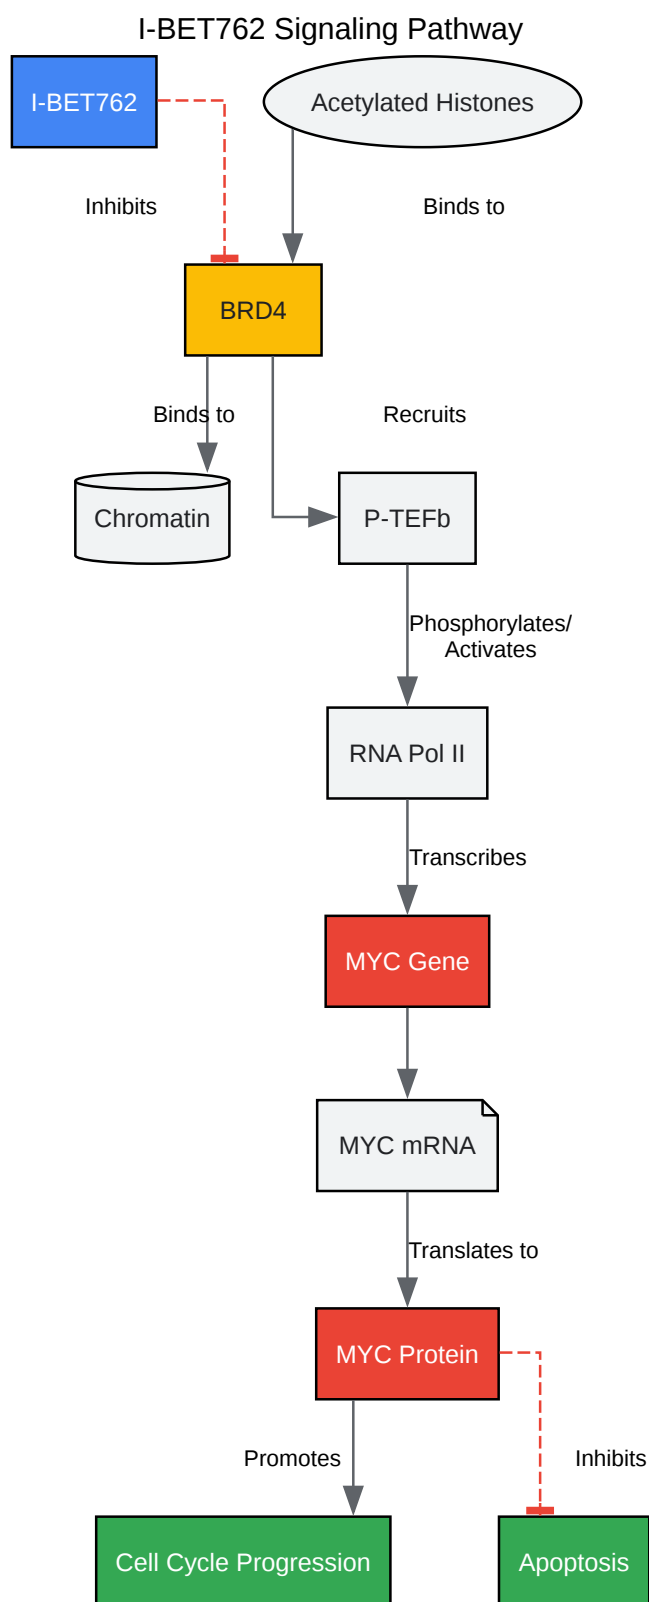 I-BET762 Signaling Pathway
I-BET762
Acetylated Histones
Inhibits
Binds to
BRD4
Binds to
Recruits
Chromatin
P-TEFb
Phosphorylates/
Activates
RNA Pol II
Transcribes
MYC Gene
MYC mRNA
Translates to
MYC Protein
Promotes
Inhibits
Cell Cycle Progression
Apoptosis